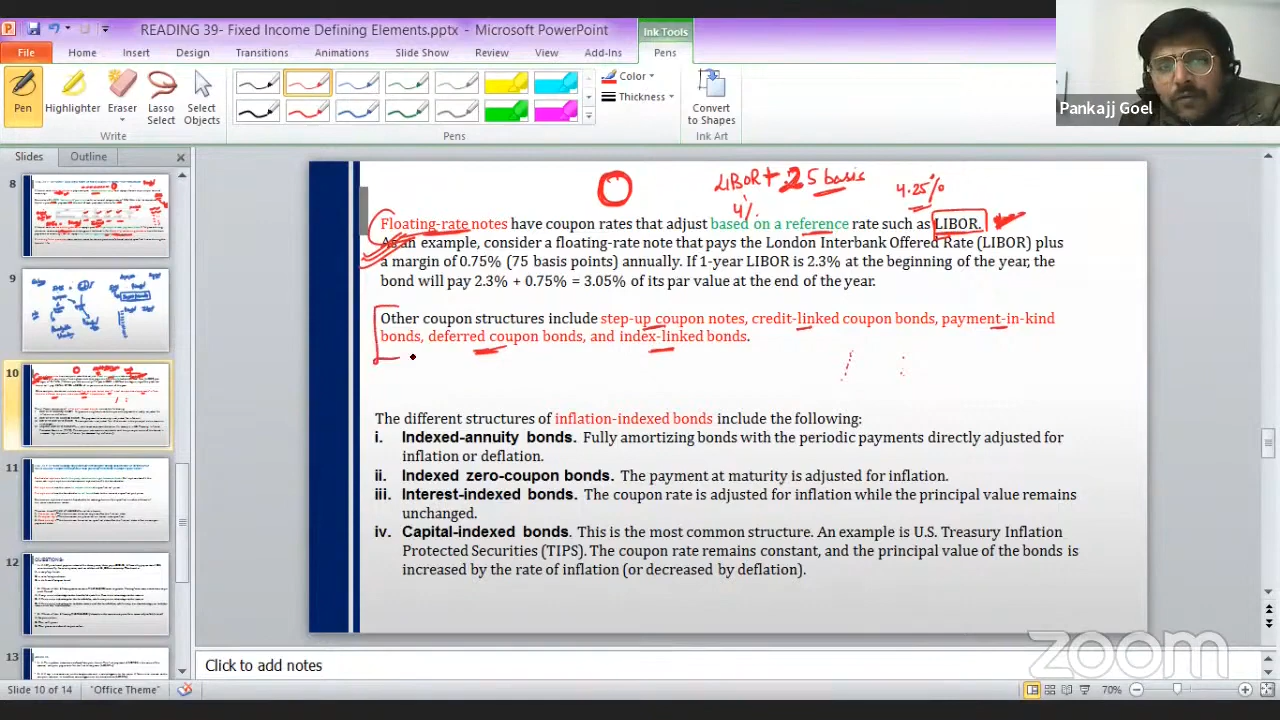 READING 39- Fixed Income Defining Elements.pptx - Microsoft PowerPoint
Ink Tools
File Home Insert Design Transitions Animations Slide Show Review View Add-Ins Pens
Pen Highlighter Eraser Lasso Select Select Objects
Color Thickness
Convert to Shapes
Write Pens Ink Art
Pankajj Goel
Slides Outline
8
9
10
11
12
13
QUESTIONS:
LIBOR + .25 basis
4/
4.25%
Floating-rate notes have coupon rates that adjust based on a reference rate such as LIBOR.
As an example, consider a floating-rate note that pays the London Interbank Offered Rate (LIBOR) plus
a margin of 0.75% (75 basis points) annually. If 1-year LIBOR is 2.3% at the beginning of the year, the
bond will pay 2.3% + 0.75% = 3.05% of its par value at the end of the year.
Other coupon structures include step-up coupon notes, credit-linked coupon bonds, payment-in-kind
bonds, deferred coupon bonds, and index-linked bonds.
The different structures of inflation-indexed bonds include the following:
i. Indexed-annuity bonds. Fully amortizing bonds with the periodic payments directly adjusted for
inflation or deflation.
ii. Indexed zero-coupon bonds. The payment at maturity is adjusted for inflation.
iii. Interest-indexed bonds. The coupon rate is adjusted for inflation while the principal value remains
unchanged.
iv. Capital-indexed bonds. This is the most common structure. An example is U.S. Treasury Inflation
Protected Securities (TIPS). The coupon rate remains constant, and the principal value of the bonds is
increased by the rate of inflation (or decreased by deflation).
zoom
Click to add notes
Slide 10 of 14 "Office Theme" 70%